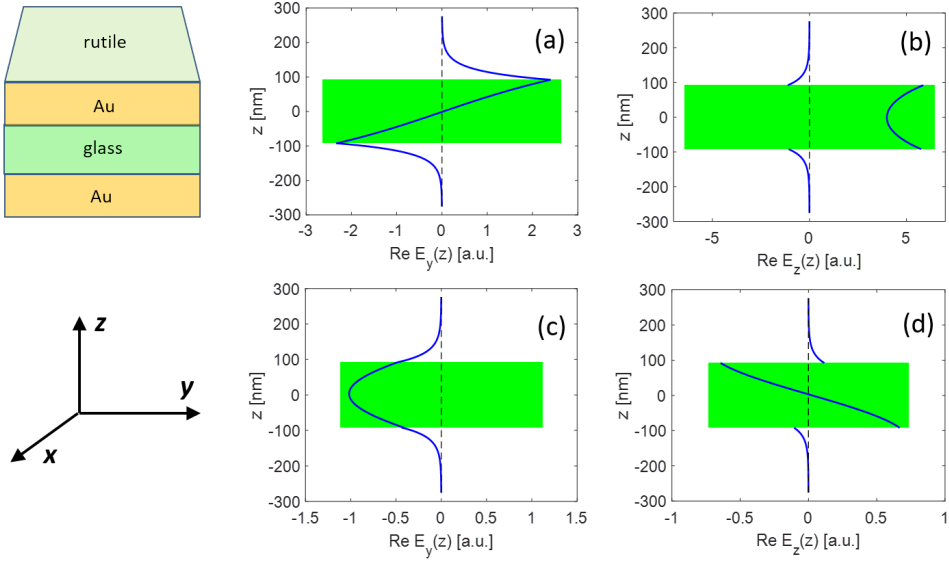 rutile
Au
glass
Au
z
y
x
(a)
300
200
100
0
-100
-200
-300
z [nm]
-3
-2
-1
0
1
2
3
Re E_y(z) [a.u.]
(b)
300
200
100
0
-100
-200
-300
z [nm]
-5
0
5
Re E_z(z) [a.u.]
(c)
300
200
100
0
-100
-200
-300
z [nm]
-1.5
-1
-0.5
0
0.5
1
1.5
Re E_y(z) [a.u.]
(d)
300
200
100
0
-100
-200
-300
z [nm]
-1
-0.5
0
0.5
1
Re E_z(z) [a.u.]